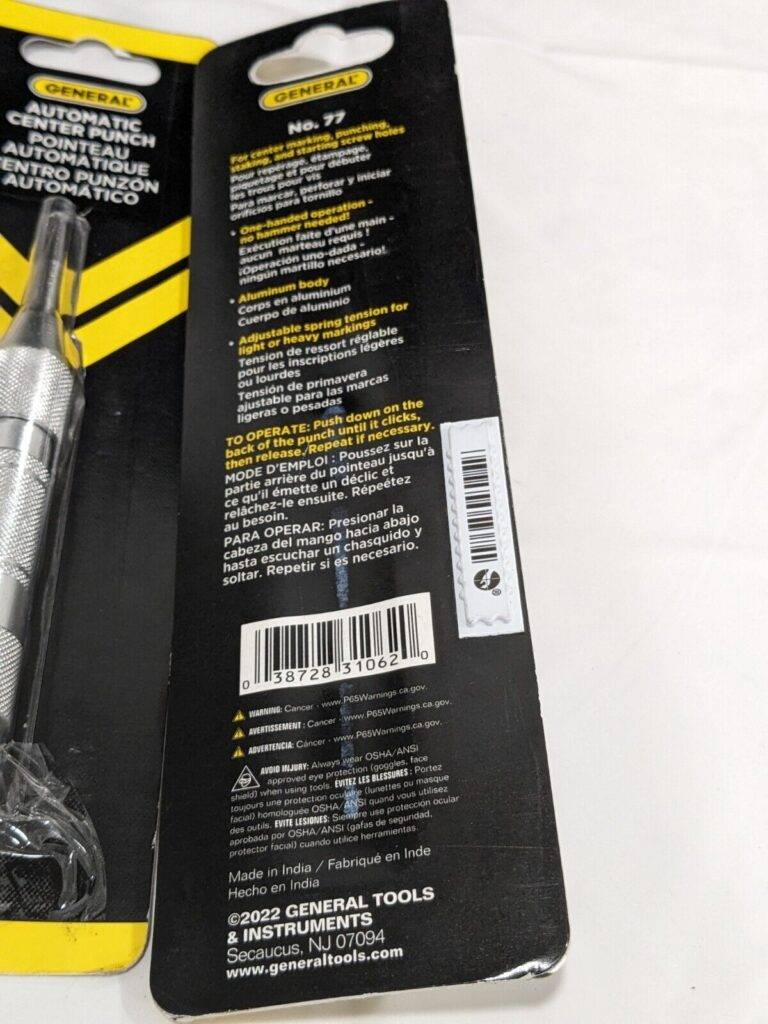 GENERAL®
AUTOMATIC
CENTER PUNCH
POINTEAU
AUTOMATIQUE
CENTRO PUNZÓN
AUTOMÁTICO
GENERAL®
No. 77
For center marking, punching,
staking, and starting screw holes
Pour repérage, étampage,
piquetage et pour débuter
les trous pour vis
Para marcar, perforar y iniciar
orificios para tornillo
• One-handed operation -
no hammer needed!
Exécution faite d'une main -
aucun marteau requis !
¡Operación uno-dada -
ningún martillo necesario!
• Aluminum body
Corps en aluminium
Cuerpo de aluminio
• Adjustable spring tension for
light or heavy markings
Tension de ressort réglable
pour les inscriptions légères
ou lourdes
Tensión de primavera
ajustable para las marcas
ligeras o pesadas
TO OPERATE: Push down on the
back of the punch until it clicks,
then release./Repeat if necessary.
MODE D'EMPLOI : Poussez sur la
partie arrière du pointeau jusqu'à
ce qu'il émette un déclic et
relâchez-le ensuite. Répéetez
au besoin.
PARA OPERAR: Presionar la
cabeza del mango hacia abajo
hasta escuchar un chasquido y
soltar. Repetir si es necesario.
®
0 38728 31062 0
WARNING: Cancer - www.P65Warnings.ca.gov.
AVERTISSEMENT : Cancer - www.P65Warnings.ca.gov.
ADVERTENCIA: Cáncer - www.P65Warnings.ca.gov.
AVOID INJURY: Always wear OSHA/ANSI
approved eye protection (goggles, face
shield) when using tools. ÉVITEZ LES BLESSURES : Portez
toujours une protection oculaire (lunettes ou masque
facial) homologuée OSHA/ANSI quand vous utilisez
des outils. EVITE LESIONES: Siempre use protección ocular
aprobada por OSHA/ANSI (gafas de seguridad,
protector facial) cuando utilize herramientas.
Made in India / Fabriqué en Inde
Hecho en India
©2022 GENERAL TOOLS
& INSTRUMENTS
Secaucus, NJ 07094
www.generaltools.com